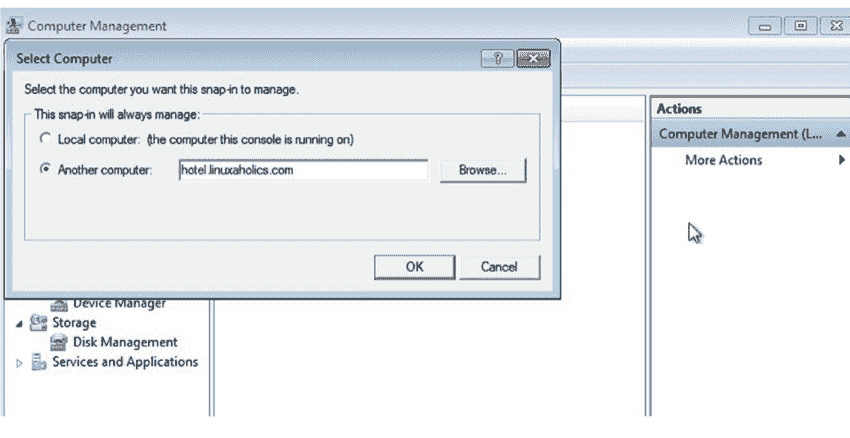 Computer Management
Select Computer
Select the computer you want this snap-in to manage.
This snap-in will always manage:
Local computer: (the computer this console is running on)
Another computer:
hotel.linuxaholics.com
Browse...
OK
Cancel
Device Manager
Storage
Disk Management
Services and Applications
Actions
Computer Management (L...
More Actions